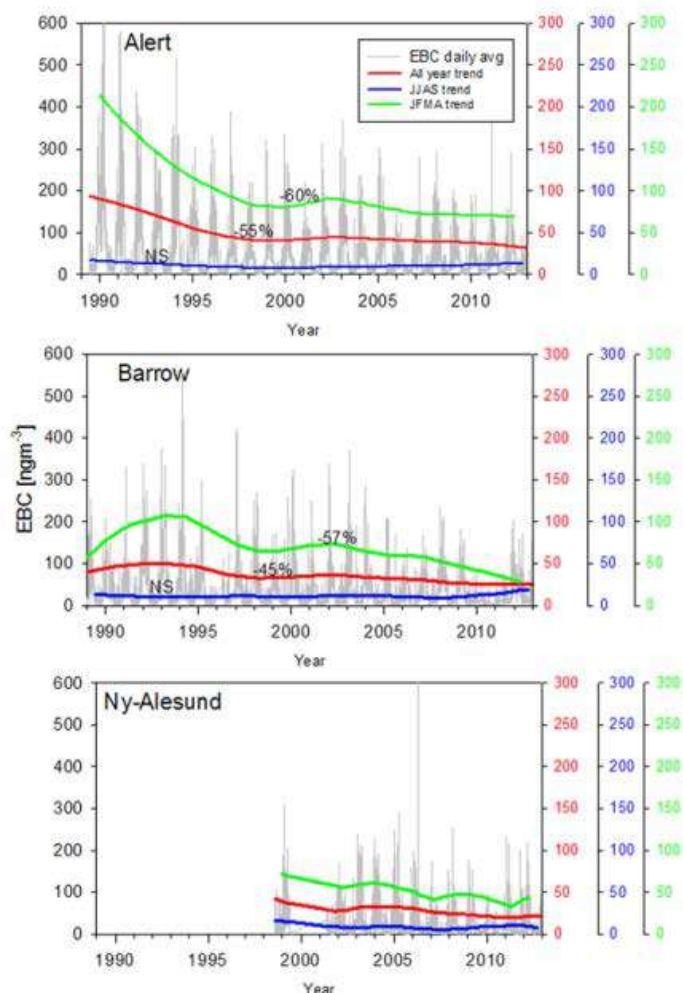 Alert
EBC daily avg
All year trend
JJAS trend
JFMA trend
600 300 300 300
500 250 250 250
400 200 200 200
300 150 150 150
200 100 100 100
100 50 50 50
0 0 0 0
-60%
-55%
NS
1990 1995 2000 2005 2010
Year
Barrow
EBC [ngm-3]
600 300 300 300
500 250 250 250
400 200 200 200
300 150 150 150
200 100 100 100
100 50 50 50
0 0 0 0
-57%
-45%
NS
1990 1995 2000 2005 2010
Year
Ny-Alesund
600 300 300 300
500 250 250 250
400 200 200 200
300 150 150 150
200 100 100 100
100 50 50 50
0 0 0 0
1990 1995 2000 2005 2010
Year